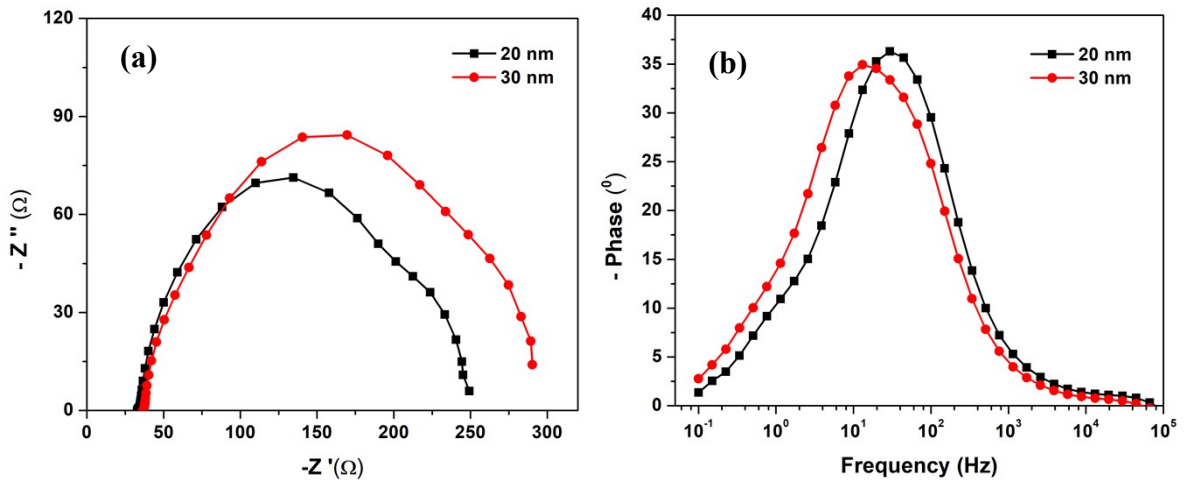 (a)
20 nm
30 nm
120
90
60
30
0
- Z '' (Ω)
0 50 100 150 200 250 300
-Z '(Ω)
(b)
20 nm
30 nm
40
35
30
25
20
15
10
5
0
- Phase (⁰)
10⁻¹ 10⁰ 10¹ 10² 10³ 10⁴ 10⁵
Frequency (Hz)